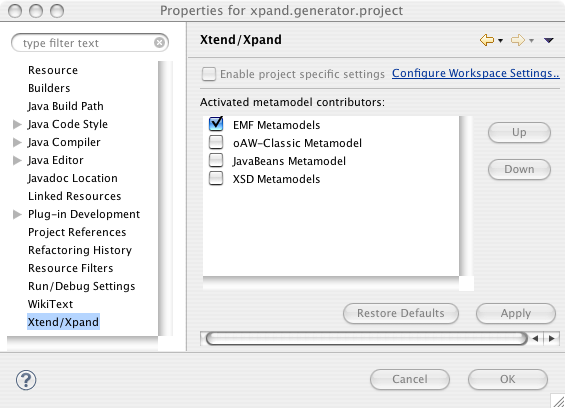 Properties for xpand.generator.project
type filter text
Resource
Builders
Java Build Path
Java Code Style
Java Compiler
Java Editor
Javadoc Location
Linked Resources
Plug-in Development
Project References
Refactoring History
Resource Filters
Run/Debug Settings
WikiText
Xtend/Xpand
Xtend/Xpand
Enable project specific settings
Configure Workspace Settings..
Activated metamodel contributors:
EMF Metamodels
oAW-Classic Metamodel
JavaBeans Metamodel
XSD Metamodels
Up
Down
Restore Defaults
Apply
?
Cancel
OK